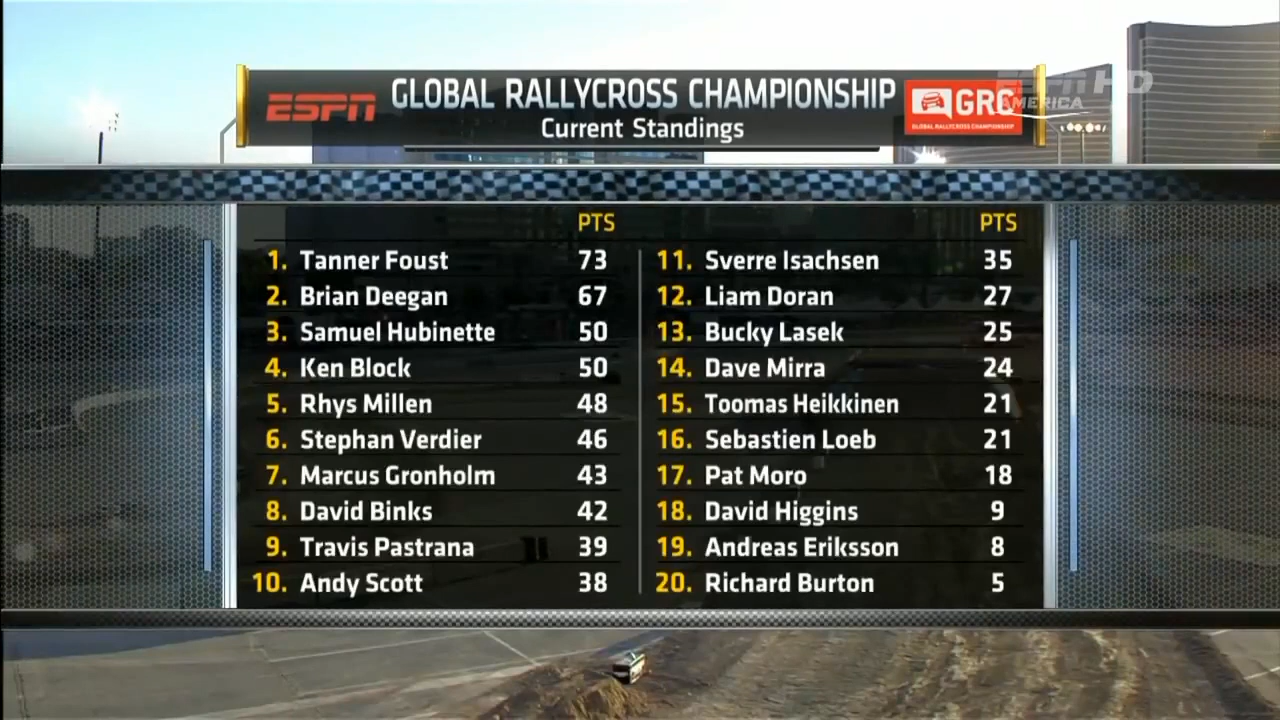 ESPN
GLOBAL RALLYCROSS CHAMPIONSHIP
Current Standings
GRC
GLOBAL RALLYCROSS CHAMPIONSHIP
ESPN HD
AMERICA
PTS
1. Tanner Foust 73
2. Brian Deegan 67
3. Samuel Hubinette 50
4. Ken Block 50
5. Rhys Millen 48
6. Stephan Verdier 46
7. Marcus Gronholm 43
8. David Binks 42
9. Travis Pastrana 39
10. Andy Scott 38
PTS
11. Sverre Isachsen 35
12. Liam Doran 27
13. Bucky Lasek 25
14. Dave Mirra 24
15. Toomas Heikkinen 21
16. Sebastien Loeb 21
17. Pat Moro 18
18. David Higgins 9
19. Andreas Eriksson 8
20. Richard Burton 5